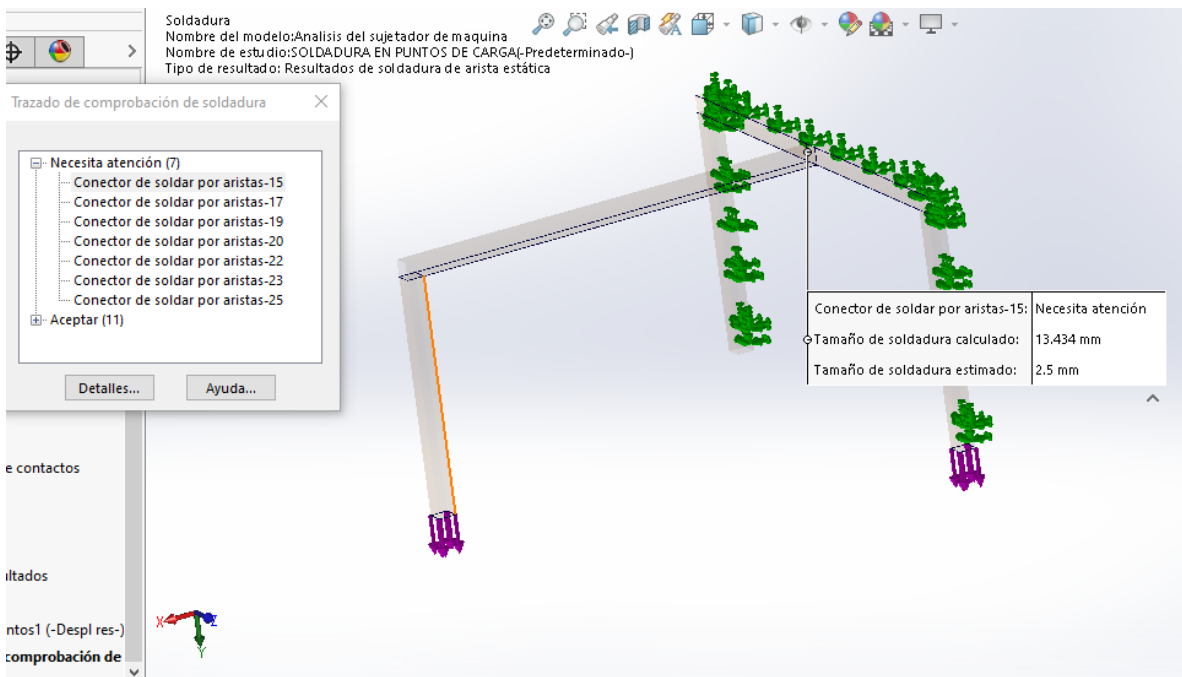 Soldadura
Nombre del modelo:Analisis del sujetador de maquina
Nombre de estudio:SOLDADURA EN PUNTOS DE CARGA(-Predeterminado-)
Tipo de resultado: Resultados de soldadura de arista estática
Trazado de comprobación de soldadura
Necesita atención (7)
Conector de soldar por aristas-15
Conector de soldar por aristas-17
Conector de soldar por aristas-19
Conector de soldar por aristas-20
Conector de soldar por aristas-22
Conector de soldar por aristas-23
Conector de soldar por aristas-25
Aceptar (11)
Detalles... Ayuda...
Conector de soldar por aristas-15: Necesita atención
Tamaño de soldadura calculado: 13.434 mm
Tamaño de soldadura estimado: 2.5 mm
e contactos
ultados
ntos1 (-Despl res-)
comprobación de
X Z
Y